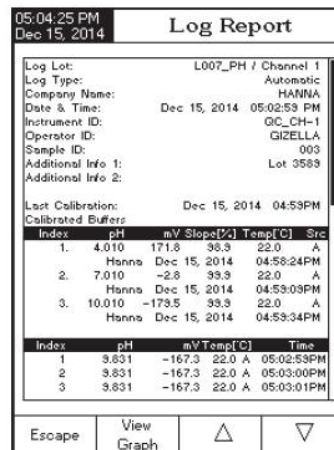 05:04:25 PM
Dec 15, 2014
Log Report
Log Lot: L007_PH / Channel 1
Log Type: Automatic
Company Name: HANNA
Date & Time: Dec 15, 2014 05:02:59 PM
Instrument ID: QC_CH-1
Operator ID: GIZELLA
Sample ID: 003
Additional Info 1: Lot 3589
Additional Info 2:
Last Calibration: Dec 15, 2014 04:59PM
Calibrated Buffers
Index pH mV Slope[%] Temp[°C] Src
1. 4.010 171.8 98.9 22.0 A
Hanna Dec 15, 2014 04:58:24PM
2. 7.010 -2.8 99.9 22.0 A
Hanna Dec 15, 2014 04:59:09PM
3. 10.010 -179.5 99.9 22.0 A
Hanna Dec 15, 2014 04:59:34PM
Index pH mV Temp[°C] Time
1 9.831 -167.3 22.0 A 05:02:59PM
2 9.831 -167.3 22.0 A 05:03:00PM
3 9.831 -167.3 22.0 A 05:03:01PM
Escape
View
Graph